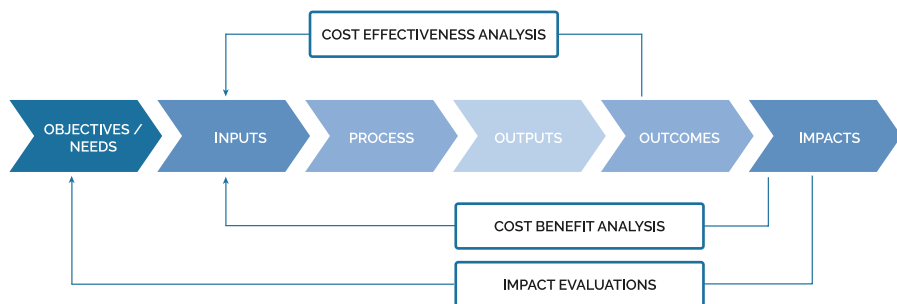 COST EFFECTIVENESS ANALYSIS
OBJECTIVES /
NEEDS
INPUTS
PROCESS
OUTPUTS
OUTCOMES
IMPACTS
COST BENEFIT ANALYSIS
IMPACT EVALUATIONS